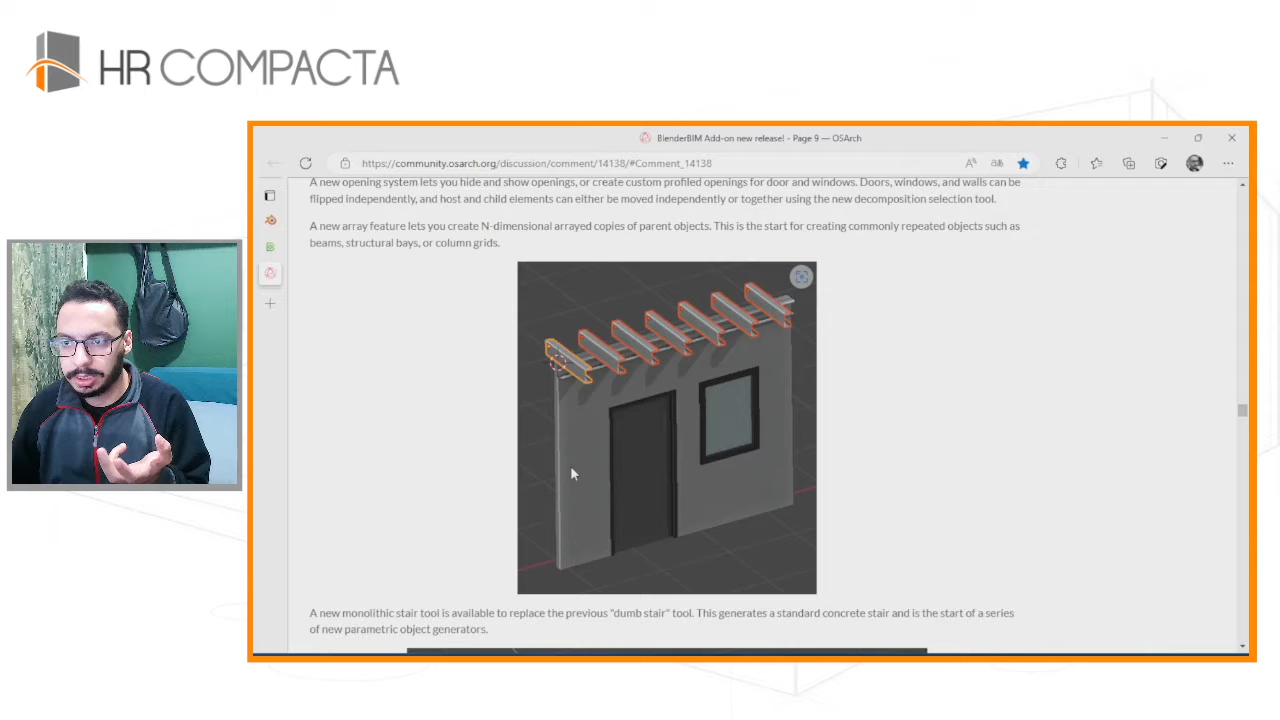 HR COMPACTA
BlenderBIM Add-on new release! - Page 9 — OSArch
https://community.osarch.org/discussion/comment/14138/#Comment_14138
A new opening system lets you hide and show openings, or create custom profiled openings for door and windows. Doors, windows, and walls can be
flipped independently, and host and child elements can either be moved independently or together using the new decomposition selection tool.
A new array feature lets you create N-dimensional arrayed copies of parent objects. This is the start for creating commonly repeated objects such as
beams, structural bays, or column grids.
A new monolithic stair tool is available to replace the previous "dumb stair" tool. This generates a standard concrete stair and is the start of a series
of new parametric object generators.